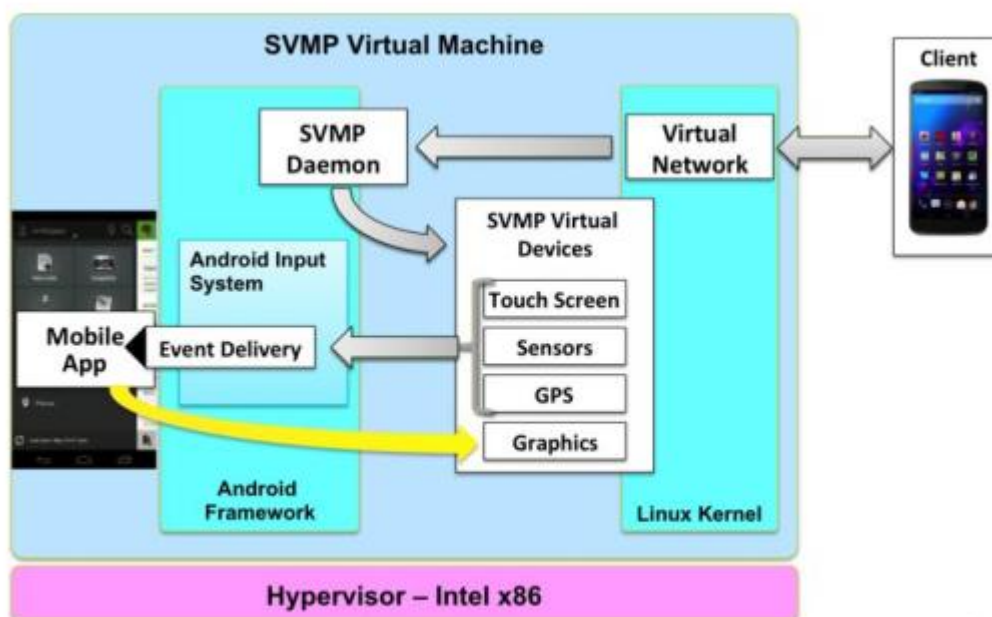 SVMP Virtual Machine
Client
SVMP
Daemon
Virtual
Network
SVMP Virtual
Devices
Android Input
System
Touch Screen
Mobile
App
Event Delivery
Sensors
GPS
Graphics
Android
Framework
Linux Kernel
Hypervisor – Intel x86